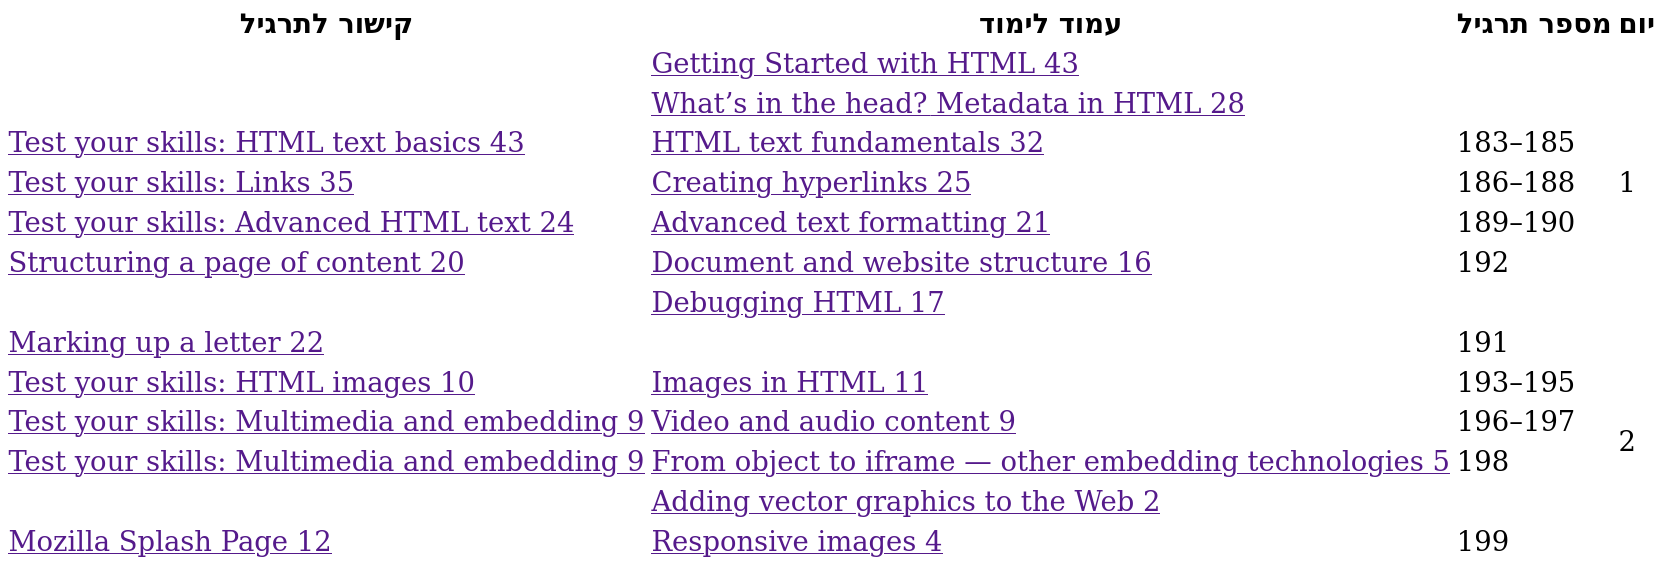 יום מספר תרגיל עמוד לימוד קישור לתרגיל
Getting Started with HTML 43
What’s in the head? Metadata in HTML 28
183–185 HTML text fundamentals 32 Test your skills: HTML text basics 43
1 186–188 Creating hyperlinks 25 Test your skills: Links 35
189–190 Advanced text formatting 21 Test your skills: Advanced HTML text 24
192 Document and website structure 16 Structuring a page of content 20
Debugging HTML 17
191 Marking up a letter 22
193–195 Images in HTML 11 Test your skills: HTML images 10
196–197 Video and audio content 9 Test your skills: Multimedia and embedding 9
2
198 From object to iframe — other embedding technologies 5 Test your skills: Multimedia and embedding 9
Adding vector graphics to the Web 2
199 Responsive images 4 Mozilla Splash Page 12